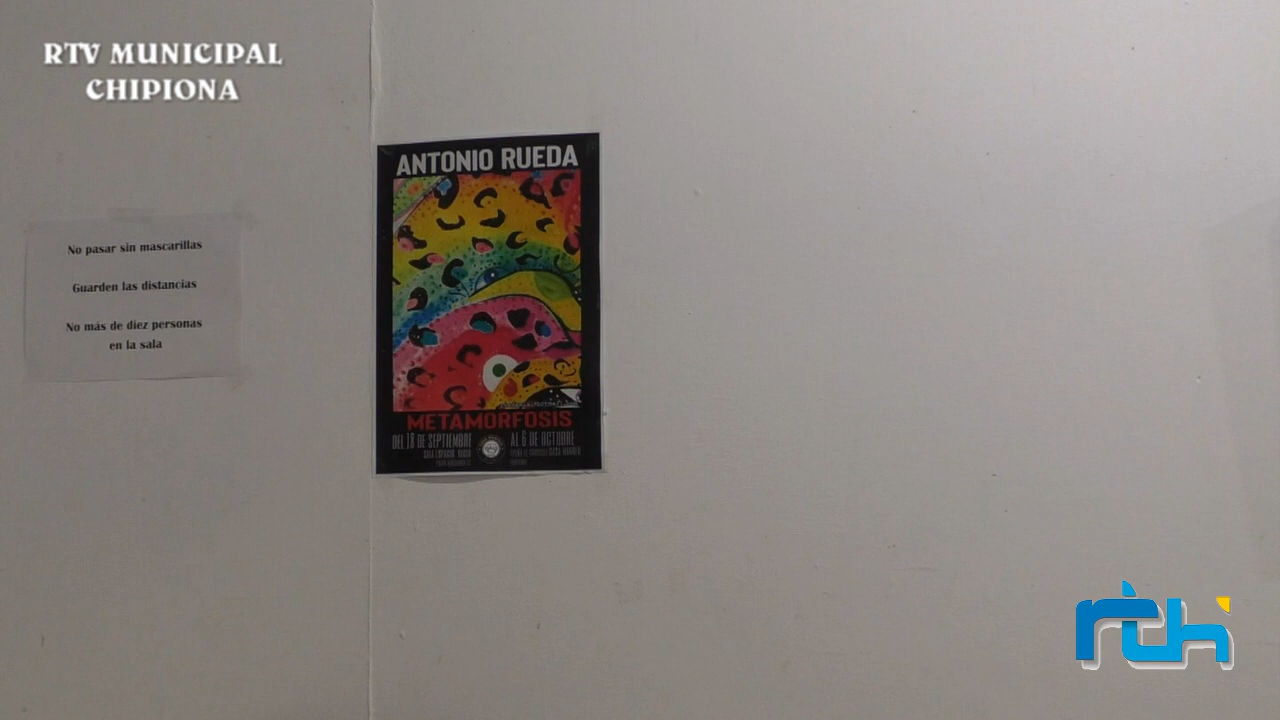 RTV MUNICIPAL
CHIPIONA
No pasar sin mascarillas
Guarden las distancias
No más de diez personas
en la sala
ANTONIO RUEDA
METAMORFOSIS
DEL 18 DE SEPTIEMBRE
AL 6 DE OCTUBRE
rtch